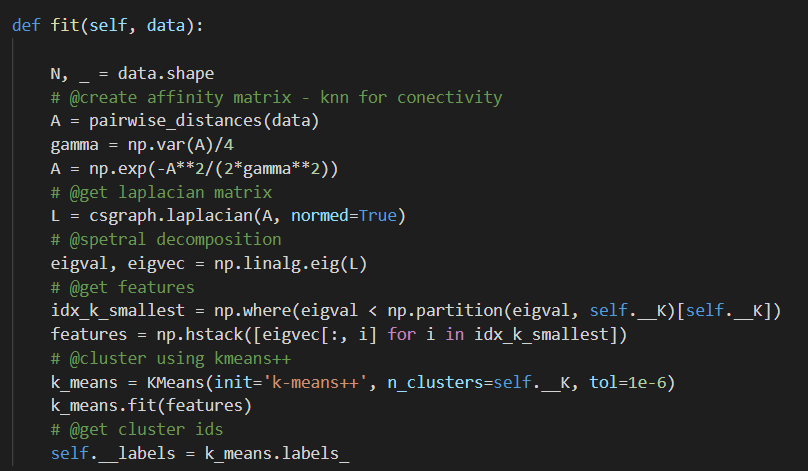 def fit(self, data):
N, _ = data.shape
# @create affinity matrix - knn for conectivity
A = pairwise_distances(data)
gamma = np.var(A)/4
A = np.exp(-A**2/(2*gamma**2))
# @get laplacian matrix
L = csgraph.laplacian(A, normed=True)
# @spetral decomposition
eigval, eigvec = np.linalg.eig(L)
# @get features
idx_k_smallest = np.where(eigval < np.partition(eigval, self.__K)[self.__K])
features = np.hstack([eigvec[:, i] for i in idx_k_smallest])
# @cluster using kmeans++
k_means = KMeans(init='k-means++', n_clusters=self.__K, tol=1e-6)
k_means.fit(features)
# @get cluster ids
self.__labels = k_means.labels_